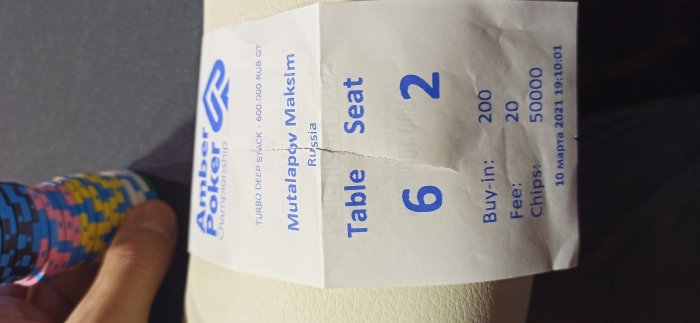 Amber
Poker
Championship
TURBO DEEP STACK - 600.000 RUB GT
Mutalapov Maksim
Russia
Table Seat
6 2
Buy-in: 200
Fee: 20
Chips: 50000
10 марта 2021 19:10:01